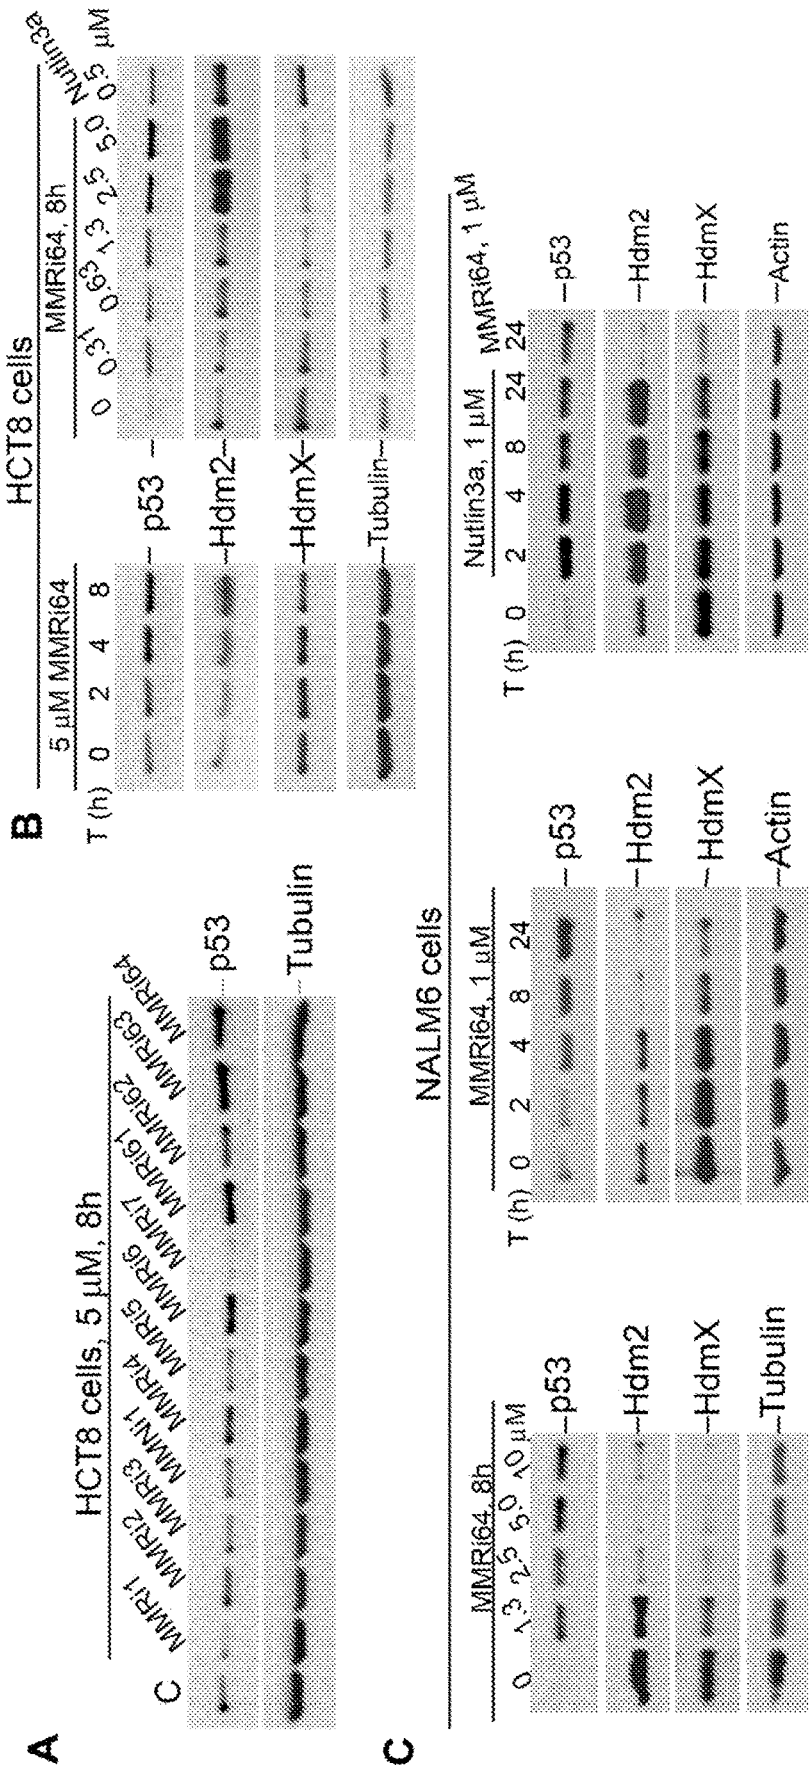 A
HCT8 cells, 5 μM, 8h
C MMRi1 MMRi2 MMRi3 MMNi1 MMRi4 MMRi5 MMRi6 MMRi7 MMRi61 MMRi62 MMRi63 MMRi64
p53
Tubulin
B
HCT8 cells
5 μM MMRi64
MMRi64, 8h
Nutlin3a
T (h) 0 2 4 8
0 0.31 0.63 1.3 2.5 5.0 0.5 μM
p53
Hdm2
HdmX
Tubulin
C
NALM6 cells
MMRi64, 8h
0 1.3 2.5 5.0 10 μM
p53
Hdm2
HdmX
Tubulin
MMRi64, 1 uM
T (h) 0 2 4 8 24
p53
Hdm2
HdmX
Actin
Nutlin3a, 1 μM
MMRi64, 1 μM
T (h) 0 2 4 8 24 24
p53
Hdm2
HdmX
Actin